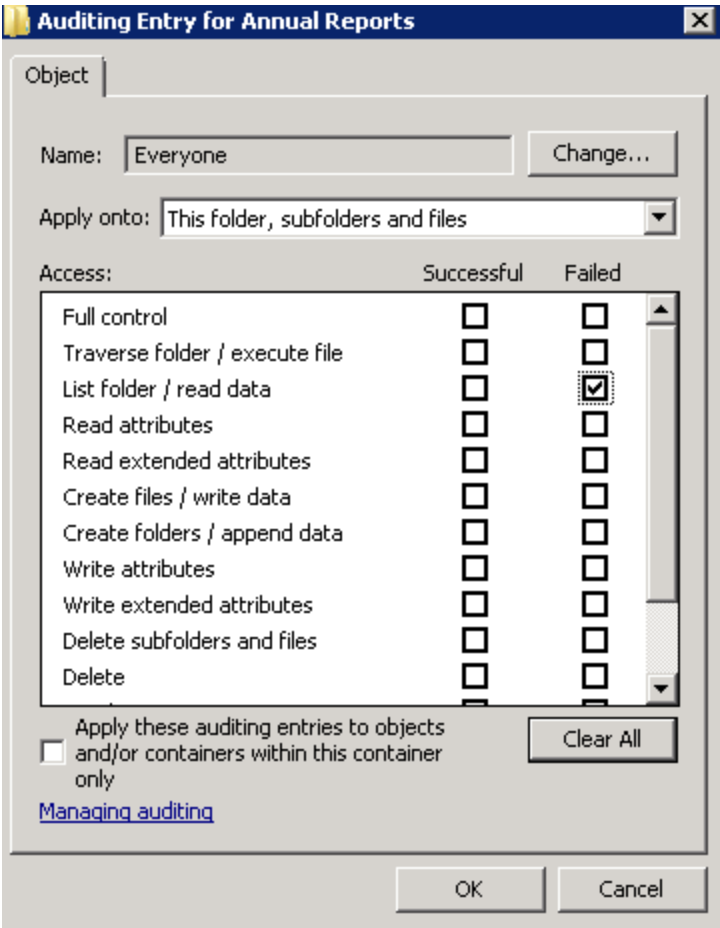 Auditing Entry for Annual Reports
Object
Name: Everyone Change...
Apply onto: This folder, subfolders and files
Access: Successful Failed
Full control
Traverse folder / execute file
List folder / read data
Read attributes
Read extended attributes
Create files / write data
Create folders / append data
Write attributes
Write extended attributes
Delete subfolders and files
Delete
Apply these auditing entries to objects
and/or containers within this container
only
Clear All
Managing auditing
OK Cancel